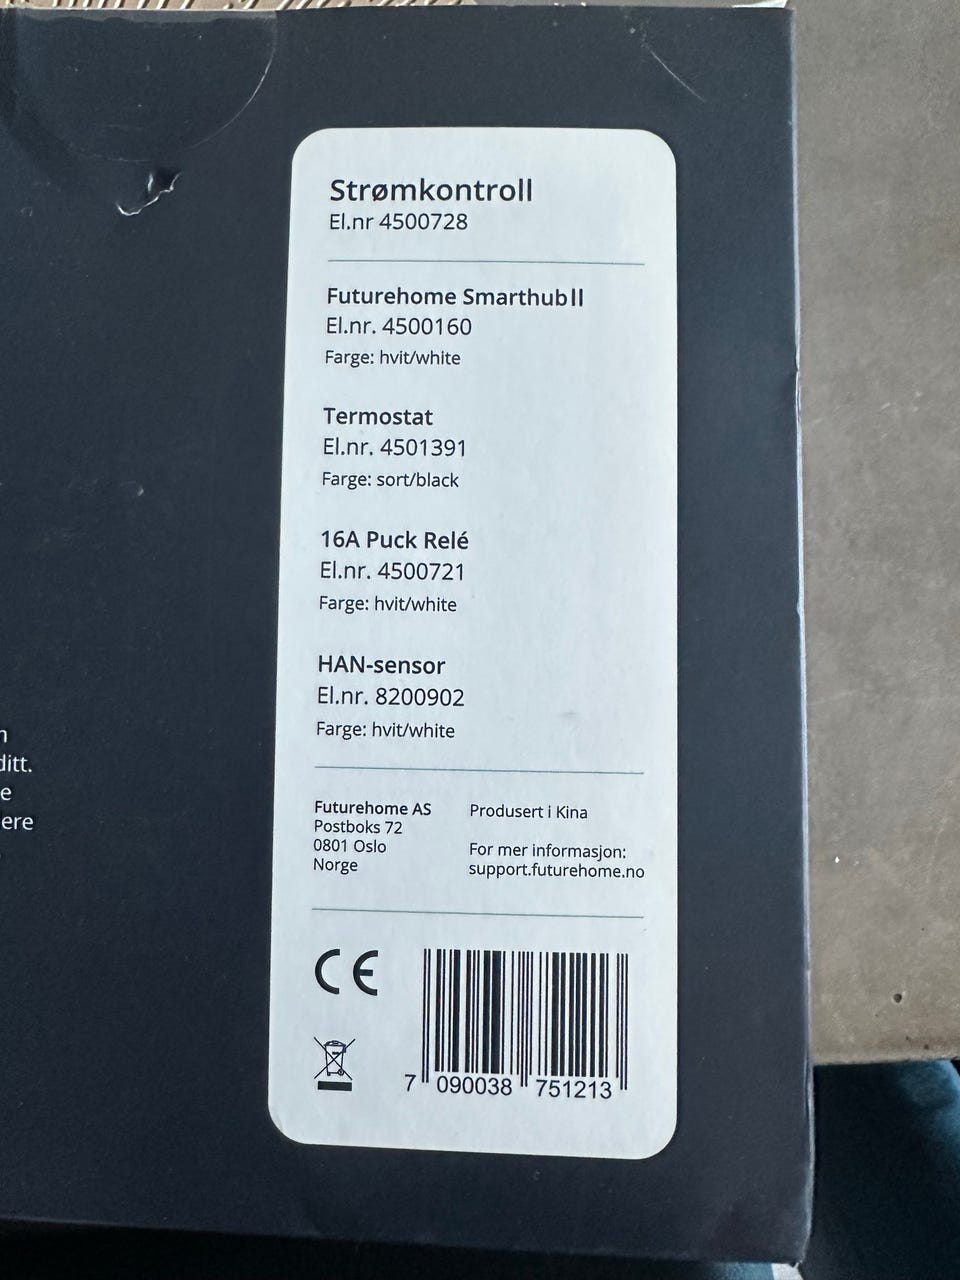 Strømkontroll
El.nr 4500728
Futurehome Smarthub II
El.nr. 4500160
Farge: hvit/white
Termostat
El.nr. 4501391
Farge: sort/black
16A Puck Relé
El.nr. 4500721
Farge: hvit/white
HAN-sensor
El.nr. 8200902
Farge: hvit/white
ditt.
ere
Futurehome AS
Postboks 72
0801 Oslo
Norge
Produsert i Kina
For mer informasjon:
support.futurehome.no
CE
7 090038 751213